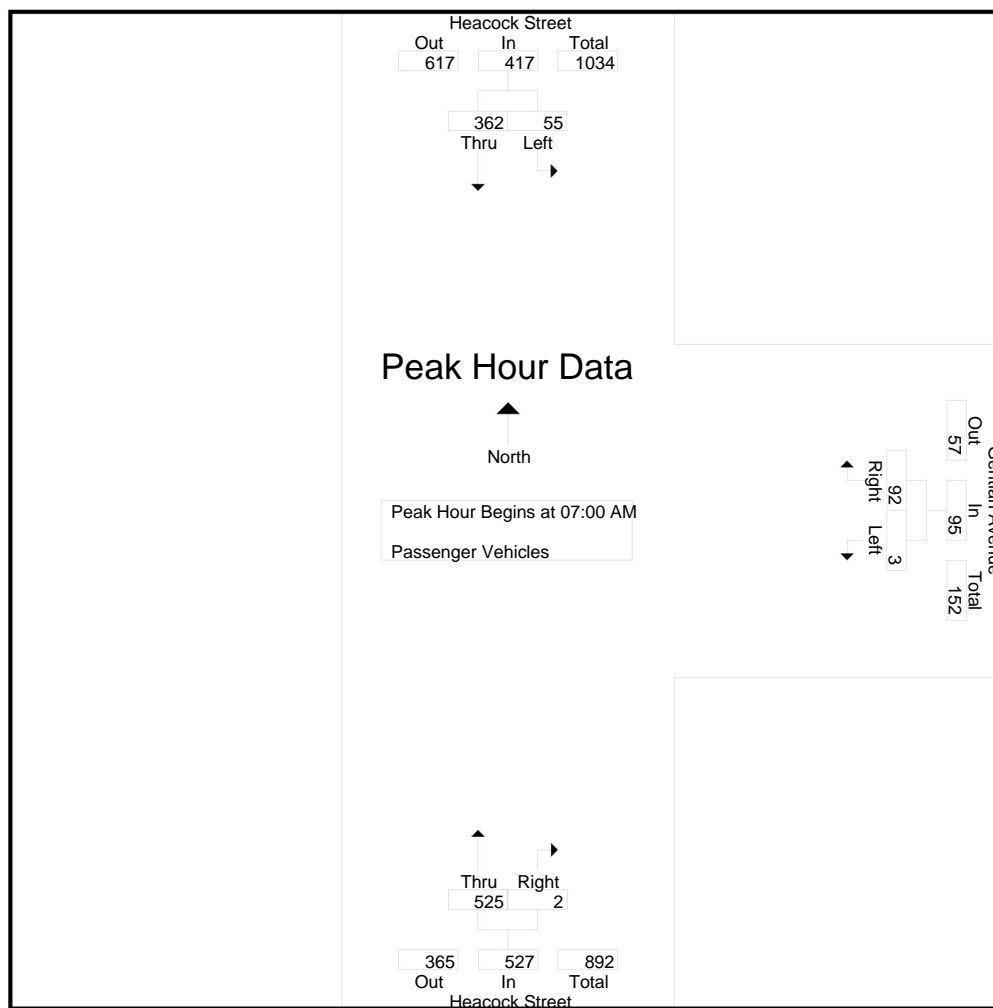 Heacock Street
Out In Total
617 417 1034
362 55
Thru Left
Peak Hour Data
North
Peak Hour Begins at 07:00 AM
Passenger Vehicles
Out In Total
57 95 152
92 3
Right Left
Thru Right
525 2
365 527 892
Out In Total
Heacock Street